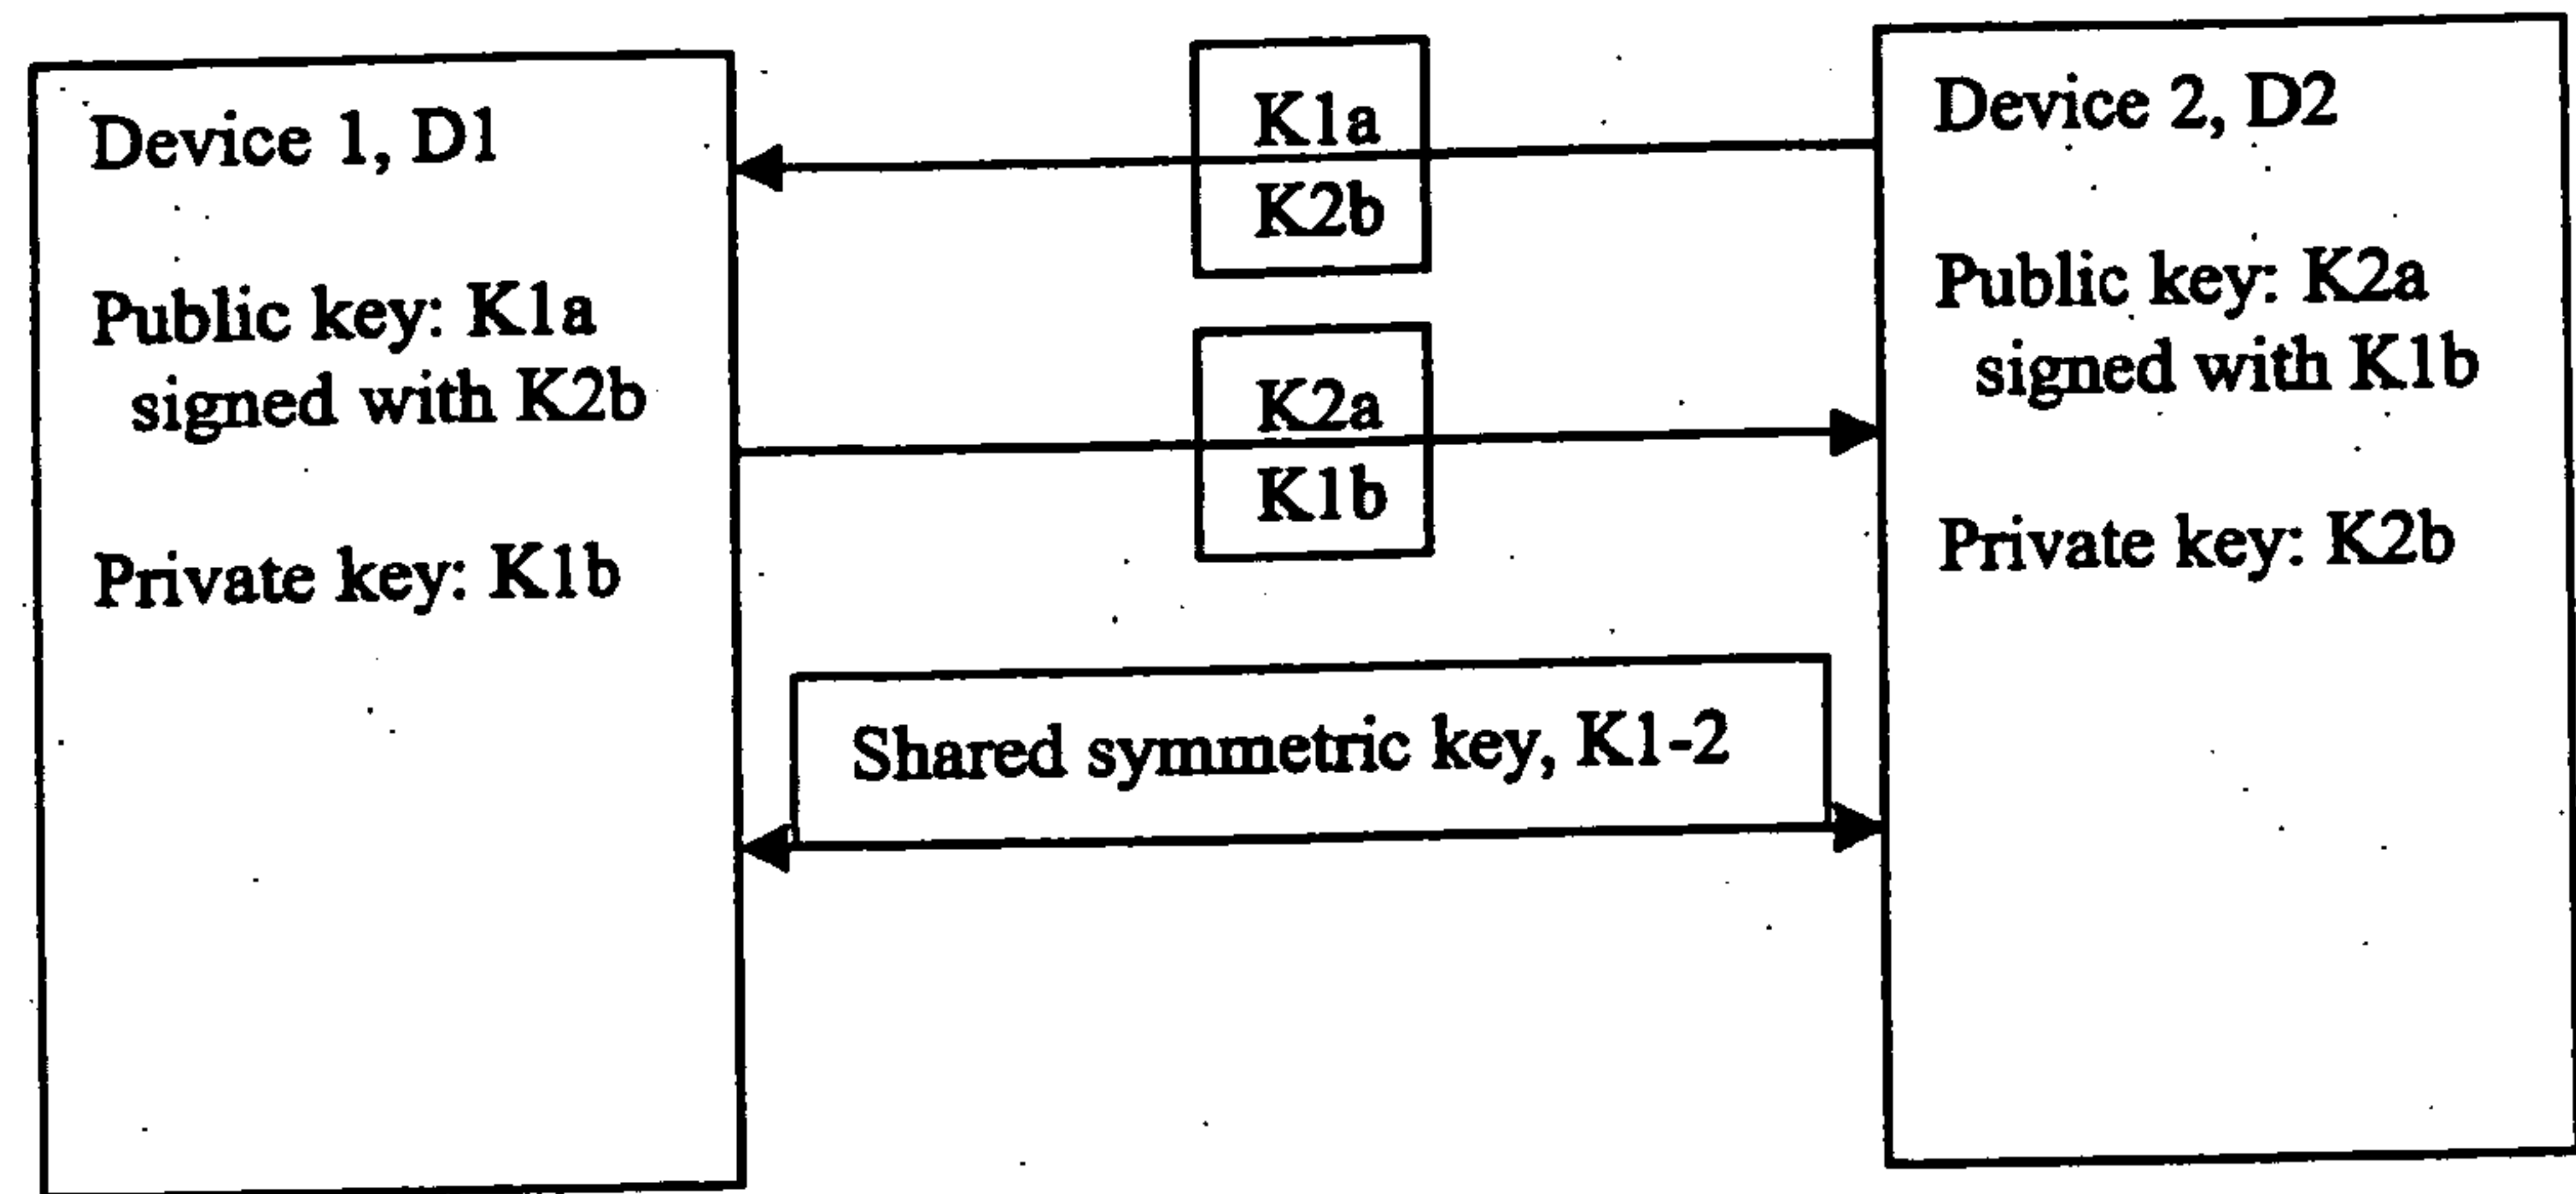 Device 1, D1
Public key: K1a
signed with K2b
Private key: K1b
K1a
K2b
K2a
K1b
Shared symmetric key, K1-2
Device 2, D2
Public key: K2a
signed with K1b
Private key: K2b